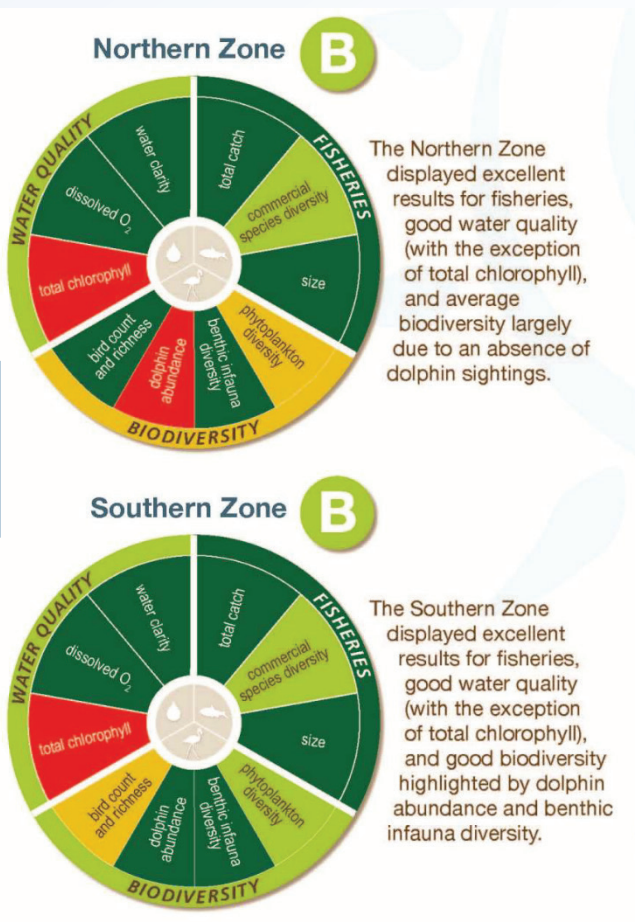 Northern Zone B
WATER QUALITY
FISHERIES
BIODIVERSITY
water clarity
dissolved O₂
total chlorophyll
total catch
commercial
species diversity
size
bird count
and richness
dolphin
abundance
benthic infauna
diversity
phytoplankton
diversity
The Northern Zone
displayed excellent
results for fisheries,
good water quality
(with the exception
of total chlorophyll),
and average
biodiversity largely
due to an absence of
dolphin sightings.
Southern Zone B
WATER QUALITY
FISHERIES
BIODIVERSITY
water clarity
dissolved O₂
total chlorophyll
total catch
commercial
species diversity
size
bird count
and richness
dolphin
abundance
benthic infauna
diversity
phytoplankton
diversity
The Southern Zone
displayed excellent
results for fisheries,
good water quality
(with the exception
of total chlorophyll),
and good biodiversity
highlighted by dolphin
abundance and benthic
infauna diversity.